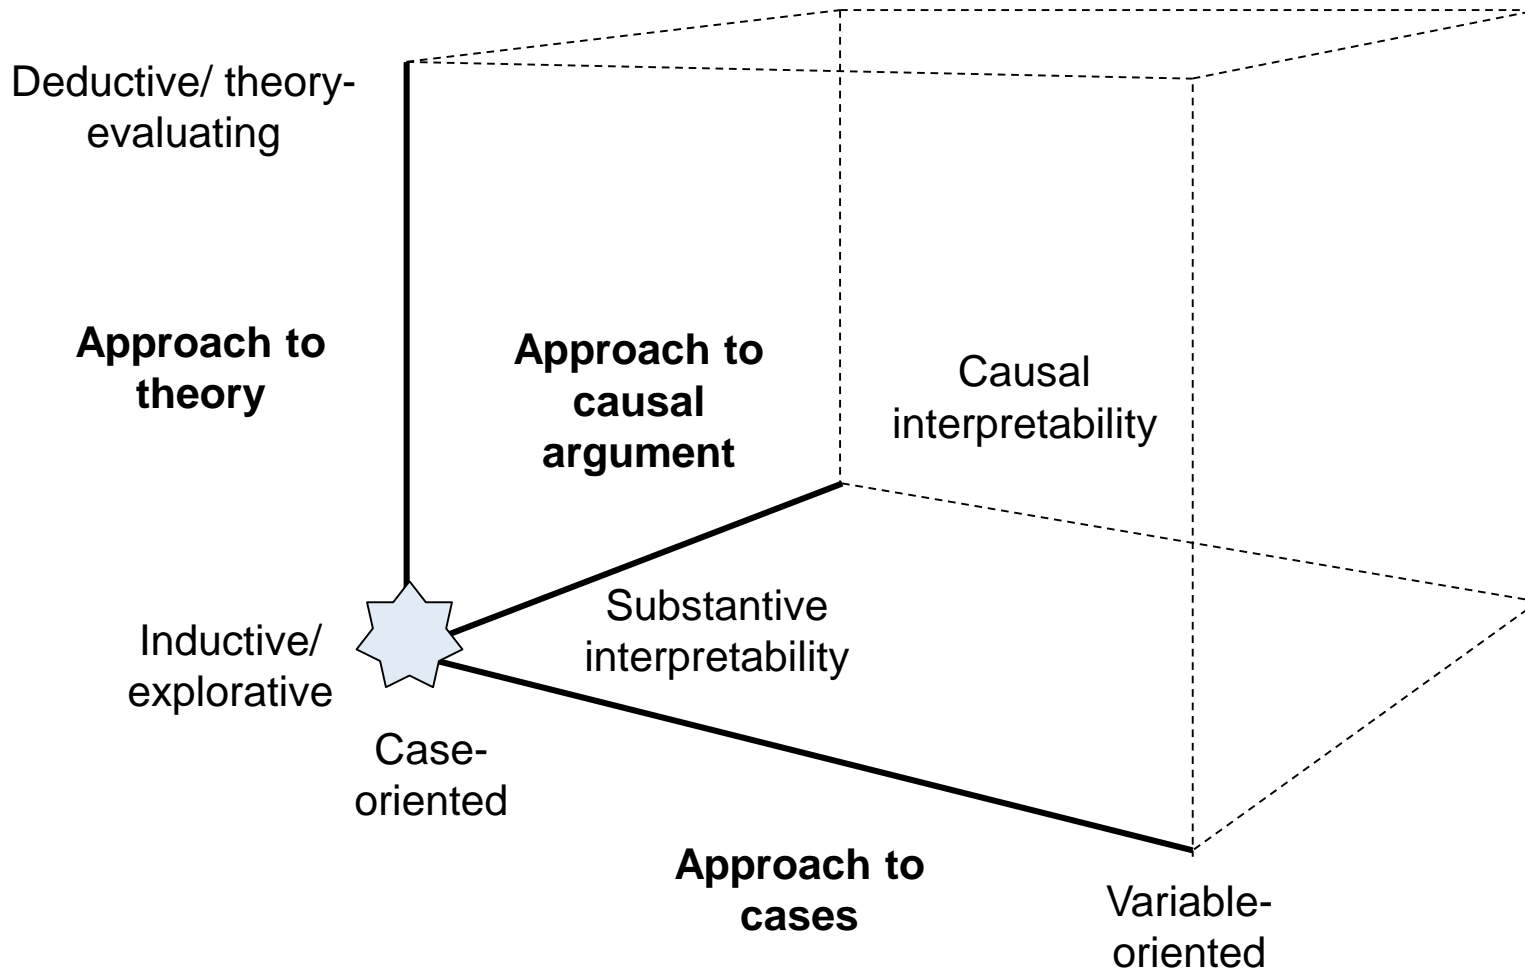 Deductive/ theory-
evaluating
Approach to
theory
Approach to
causal
argument
Causal
interpretability
Substantive
interpretability
Inductive/
explorative
Case-
oriented
Approach to
cases
Variable-
oriented